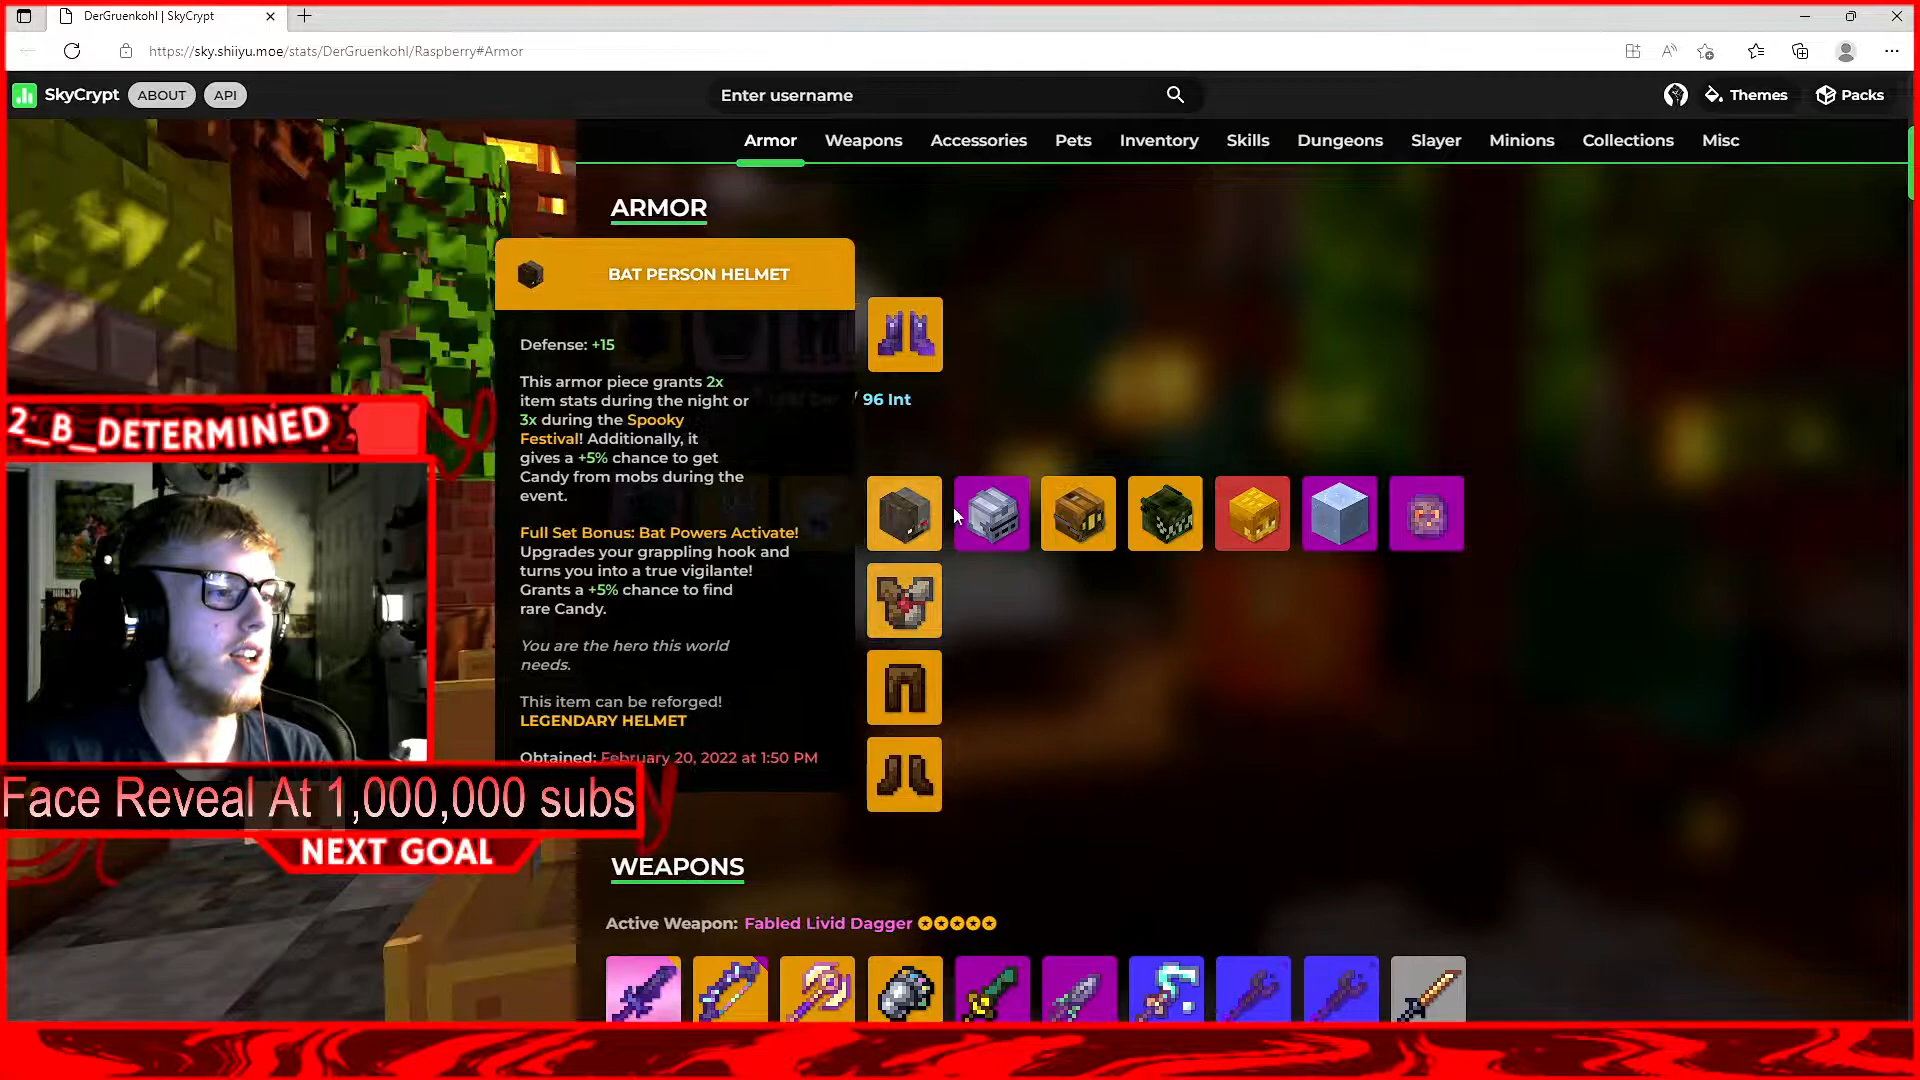 DerGruenkohl | SkyCrypt
https://sky.shiiyu.moe/stats/DerGruenkohl/Raspberry#Armor
SkyCrypt
ABOUT
API
Enter username
Themes
Packs
Armor
Weapons
Accessories
Pets
Inventory
Skills
Dungeons
Slayer
Minions
Collections
Misc
ARMOR
BAT PERSON HELMET
Defense: +15
This armor piece grants 2x
item stats during the night or
3x during the Spooky
Festival! Additionally, it
gives a +5% chance to get
Candy from mobs during the
event.
Full Set Bonus: Bat Powers Activate!
Upgrades your grappling hook and
turns you into a true vigilante!
Grants a +5% chance to find
rare Candy.
You are the hero this world
needs.
This item can be reforged!
LEGENDARY HELMET
Obtained: February 20, 2022 at 1:50 PM
/ 96 Int
2_B_DETERMINED
Face Reveal At 1,000,000 subs
NEXT GOAL
WEAPONS
Active Weapon: Fabled Livid Dagger ✪✪✪✪✪